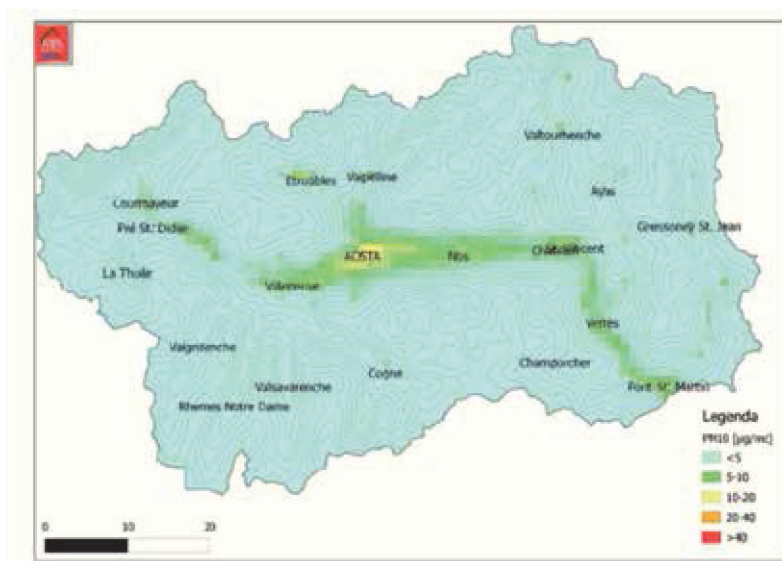 Valtournenche
Etroubles
Valpelline
Courmayeur
Ayas
Pré St. Didier
Gressoney St. Jean
AOSTA
Nus
La Thuile
Villeneuve
Verrès
Valgrisenche
Champorcher
Cogne
Valsavarenche
Pont St. Martin
Rhemes Notre Dame
Legenda
PM10 [µg/mc]
<5
5-10
10-20
20-40
>40
0 10 20